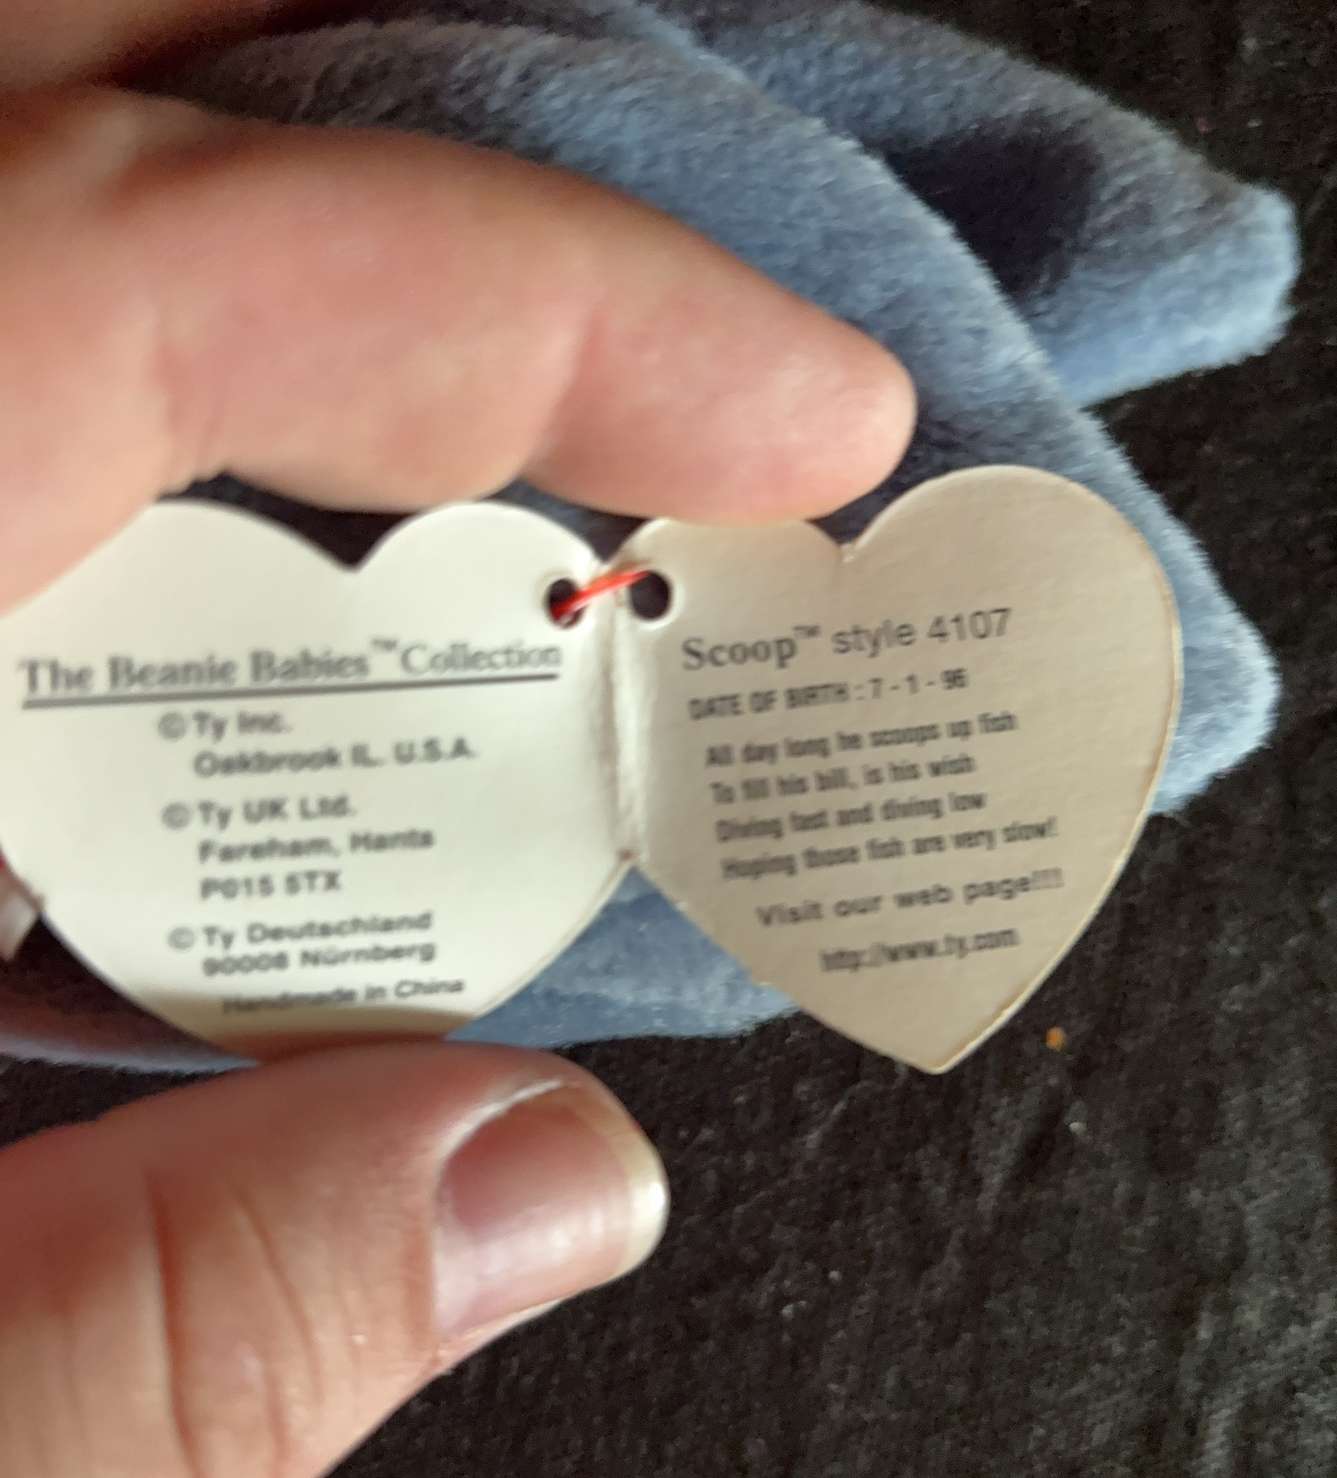 The Beanie Babies™ Collection
© Ty Inc.
Oakbrook IL. U.S.A.
© Ty UK Ltd.
Fareham, Hants
P015 5TX
© Ty Deutschland
90008 Nürnberg
Handmade in China
Scoop™ style 4107
DATE OF BIRTH : 7 - 1 - 96
All day long he scoops up fish
To fill his bill, is his wish
Diving fast and diving low
Hoping those fish are very slow!
Visit our web page!!!
http://www.ty.com